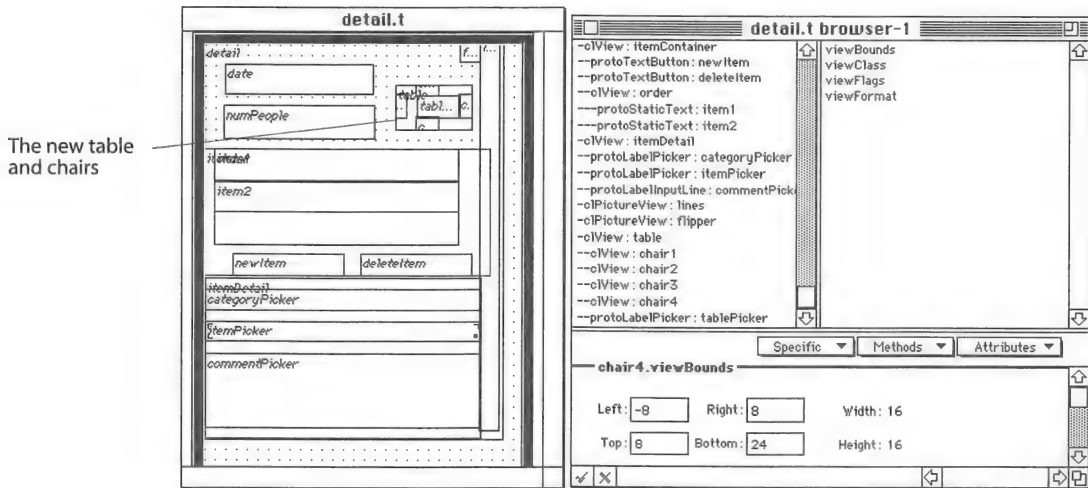 The new table
and chairs
detail.t
detail
f...
l...
date
table
tabl...
c.
numPeople
c.
item1
item2
newItem
deleteItem
itemDetail
categoryPicker
itemPicker
commentPicker
detail.t browser-1
-clView: itemContainer
--protoTextButton: newItem
--protoTextButton: deleteItem
--clView: order
---protoStaticText: item1
---protoStaticText: item2
-clView: itemDetail
--protoLabelPicker: categoryPicker
--protoLabelPicker: itemPicker
--protoLabelInputLine: commentPick
-clPictureView: lines
-clPictureView: flipper
-clView: table
--clView: chair1
--clView: chair2
--clView: chair3
--clView: chair4
--protoLabelPicker: tablePicker
viewBounds
viewClass
viewFlags
viewFormat
Specific
Methods
Attributes
chair4.viewBounds
Left: -8 Right: 8 Width: 16
Top: 8 Bottom: 24 Height: 16